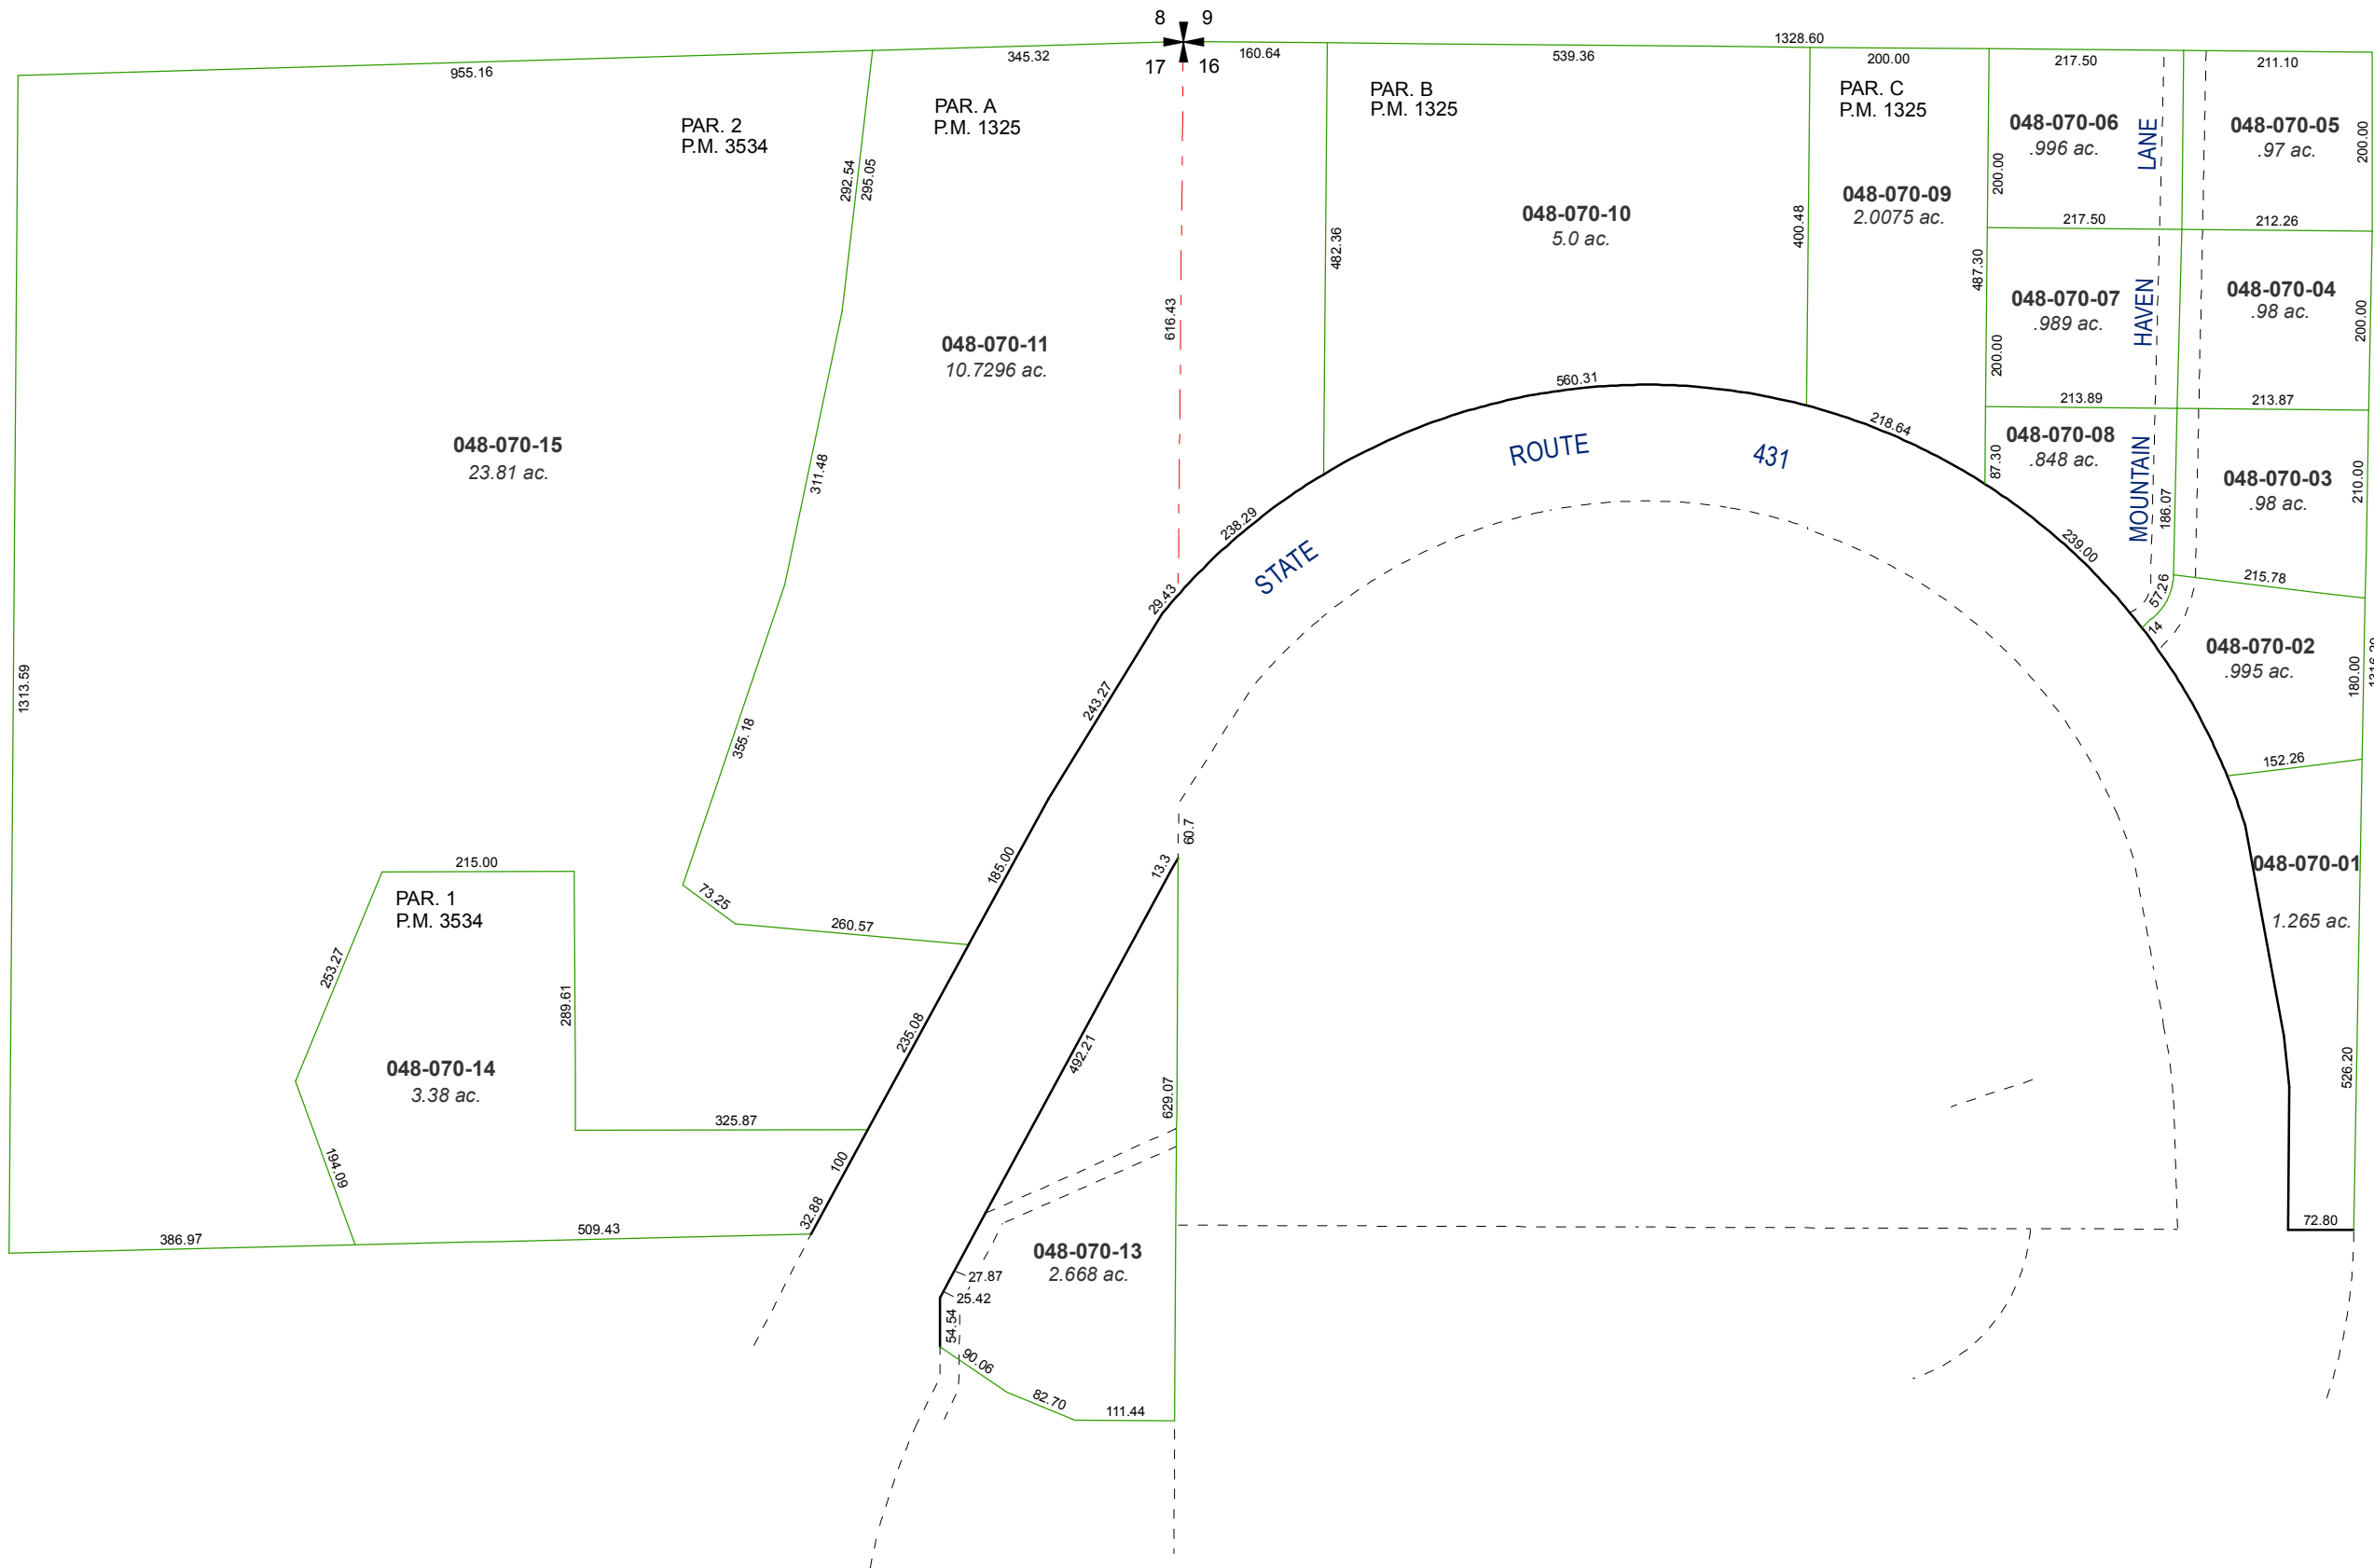 8 9
17 16
955.16
345.32
160.64
539.36
1328.60
200.00
217.50
211.10
PAR. 2
P.M. 3534
PAR. A
P.M. 1325
PAR. B
P.M. 1325
PAR. C
P.M. 1325
048-070-06
.996 ac.
LANE
048-070-05
.97 ac.
200.00
292.54
295.05
200.00
048-070-09
2.0075 ac.
048-070-10
5.0 ac.
482.36
400.48
217.50
212.26
487.30
048-070-07
.989 ac.
HAVEN
048-070-04
.98 ac.
200.00
616.43
048-070-11
10.7296 ac.
200.00
560.31
213.89
213.87
218.64
048-070-15
23.81 ac.
311.48
ROUTE
431
048-070-08
.848 ac.
87.30
MOUNTAIN
186.07
048-070-03
.98 ac.
210.00
238.29
STATE
239.00
29.43
57.26
14
215.78
048-070-02
.995 ac.
180.00
1316.20
1313.59
243.27
355.18
152.26
60.7
13.3
185.00
215.00
PAR. 1
P.M. 3534
73.25
260.57
048-070-01
1.265 ac.
253.27
289.61
235.08
492.21
629.07
526.20
048-070-14
3.38 ac.
325.87
194.09
100
32.88
386.97
509.43
72.80
048-070-13
2.668 ac.
27.87
25.42
54.54
90.06
82.70
111.44